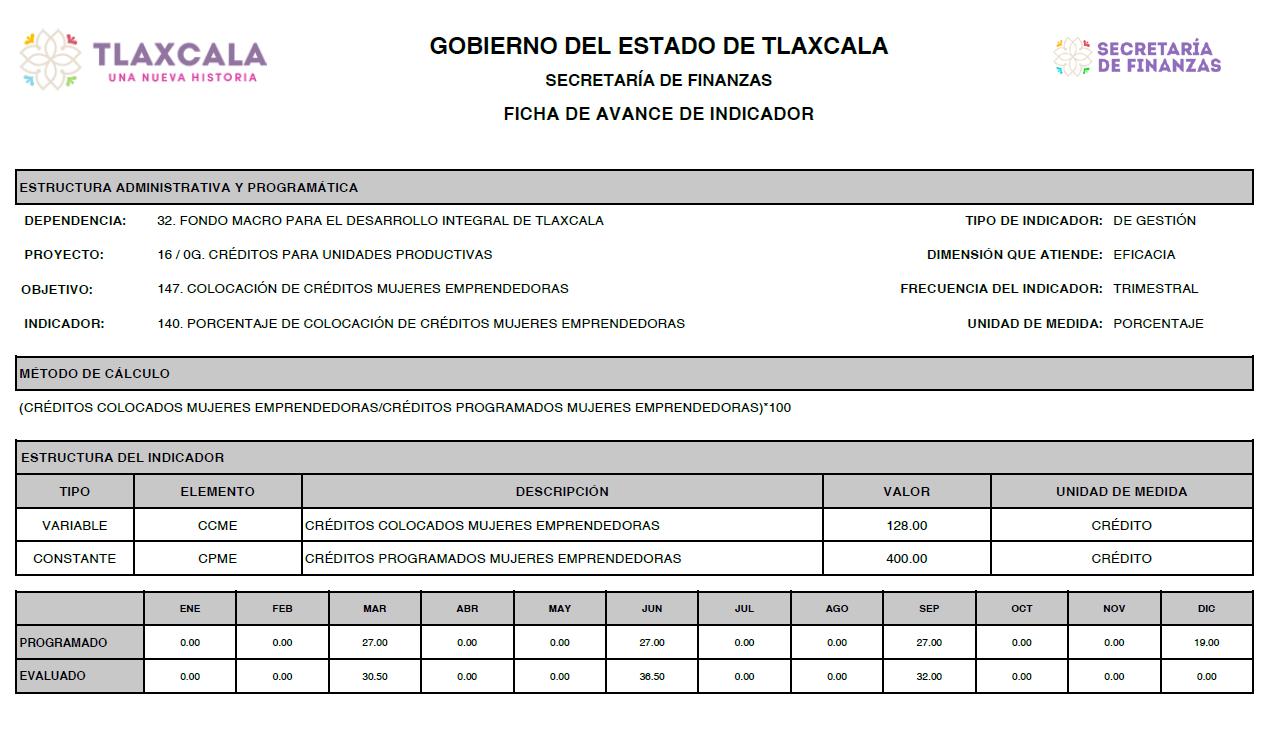 TLAXCALA
UNA NUEVA HISTORIA
GOBIERNO DEL ESTADO DE TLAXCALA
SECRETARÍA DE FINANZAS
FICHA DE AVANCE DE INDICADOR
SECRETARÍA
DE FINANZAS
ESTRUCTURA ADMINISTRATIVA Y PROGRAMÁTICA
DEPENDENCIA: 32. FONDO MACRO PARA EL DESARROLLO INTEGRAL DE TLAXCALA TIPO DE INDICADOR: DE GESTIÓN
PROYECTO: 16 / 0G. CRÉDITOS PARA UNIDADES PRODUCTIVAS DIMENSIÓN QUE ATIENDE: EFICACIA
OBJETIVO: 147. COLOCACIÓN DE CRÉDITOS MUJERES EMPRENDEDORAS FRECUENCIA DEL INDICADOR: TRIMESTRAL
INDICADOR: 140. PORCENTAJE DE COLOCACIÓN DE CRÉDITOS MUJERES EMPRENDEDORAS UNIDAD DE MEDIDA: PORCENTAJE
MÉTODO DE CÁLCULO
(CRÉDITOS COLOCADOS MUJERES EMPRENDEDORAS/CRÉDITOS PROGRAMADOS MUJERES EMPRENDEDORAS)*100
ESTRUCTURA DEL INDICADOR
TIPO ELEMENTO DESCRIPCIÓN VALOR UNIDAD DE MEDIDA
VARIABLE CCME CRÉDITOS COLOCADOS MUJERES EMPRENDEDORAS 128.00 CRÉDITO
CONSTANTE CPME CRÉDITOS PROGRAMADOS MUJERES EMPRENDEDORAS 400.00 CRÉDITO
ENE FEB MAR ABR MAY JUN JUL AGO SEP OCT NOV DIC
PROGRAMADO 0.00 0.00 27.00 0.00 0.00 27.00 0.00 0.00 27.00 0.00 0.00 19.00
EVALUADO 0.00 0.00 30.50 0.00 0.00 36.50 0.00 0.00 32.00 0.00 0.00 0.00